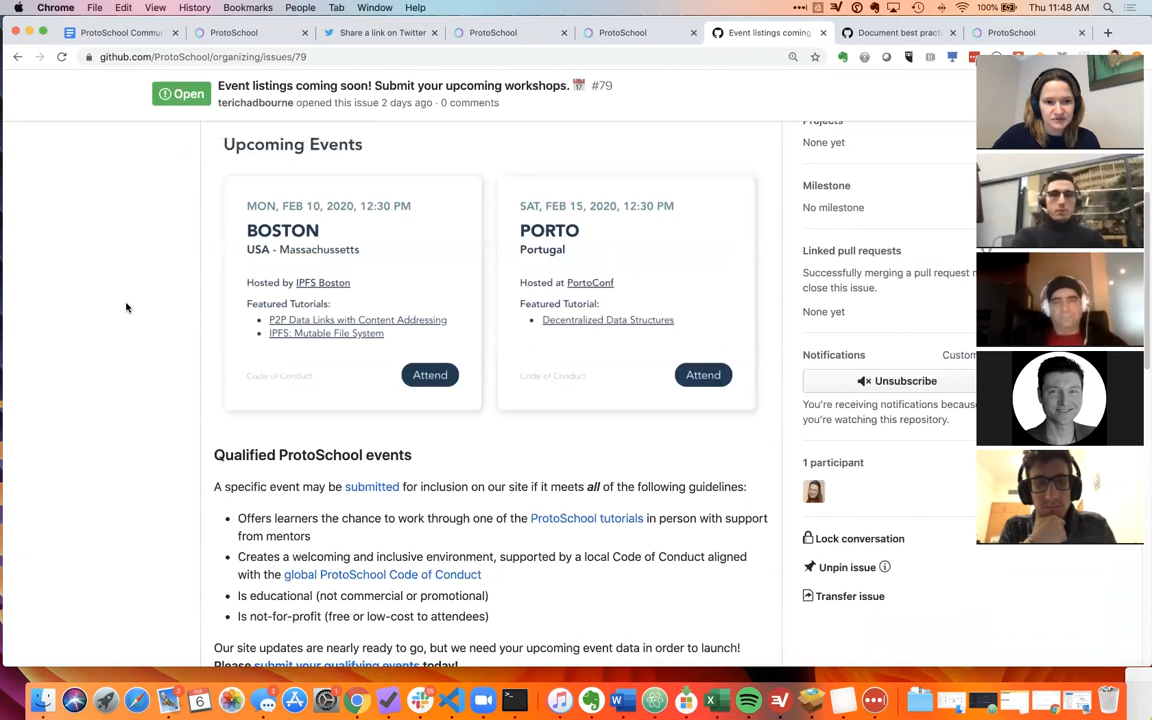 Chrome File Edit View History Bookmarks People Tab Window Help 100% Thu 11:48 AM
ProtoSchool Commu
ProtoSchool
Share a link on Twitter
ProtoSchool
ProtoSchool
Event listings coming
Document best practi
ProtoSchool
github.com/ProtoSchool/organizing/issues/79
Open
Event listings coming soon! Submit your upcoming workshops. 📅 #79
terichadbourne opened this issue 2 days ago · 0 comments
Upcoming Events
MON, FEB 10, 2020, 12:30 PM
BOSTON
USA - Massachussetts
Hosted by IPFS Boston
Featured Tutorials:
• P2P Data Links with Content Addressing
• IPFS: Mutable File System
Code of Conduct
Attend
SAT, FEB 15, 2020, 12:30 PM
PORTO
Portugal
Hosted at PortoConf
Featured Tutorial:
• Decentralized Data Structures
Code of Conduct
Attend
Qualified ProtoSchool events
A specific event may be submitted for inclusion on our site if it meets all of the following guidelines:
• Offers learners the chance to work through one of the ProtoSchool tutorials in person with support
from mentors
• Creates a welcoming and inclusive environment, supported by a local Code of Conduct aligned
with the global ProtoSchool Code of Conduct
• Is educational (not commercial or promotional)
• Is not-for-profit (free or low-cost to attendees)
Our site updates are nearly ready to go, but we need your upcoming event data in order to launch!
Please submit your qualifying events today!
Projects
None yet
Milestone
No milestone
Linked pull requests
Successfully merging a pull request
close this issue.
None yet
Notifications
Custom
Unsubscribe
You're receiving notifications because
you're watching this repository.
1 participant
Lock conversation
Unpin issue
Transfer issue